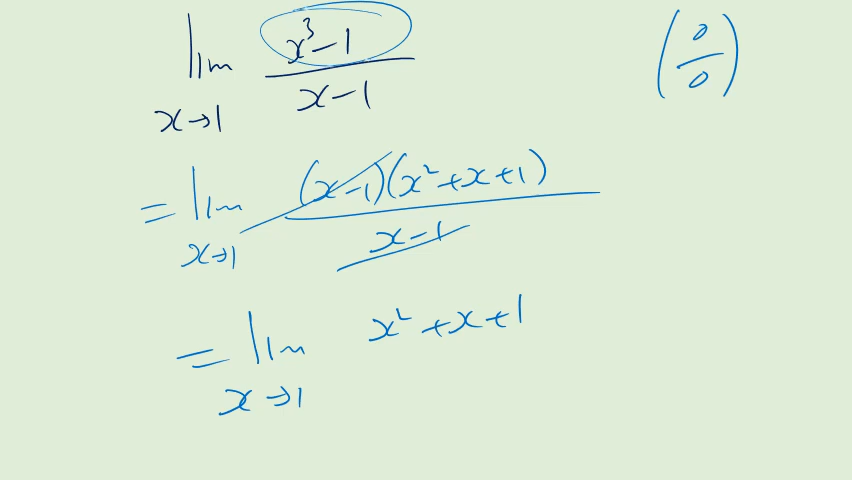 lim x→1 (x³-1)/(x-1) (0/0)
= lim x→1 (x-1)(x²+x+1)/(x-1)
= lim x→1 x²+x+1